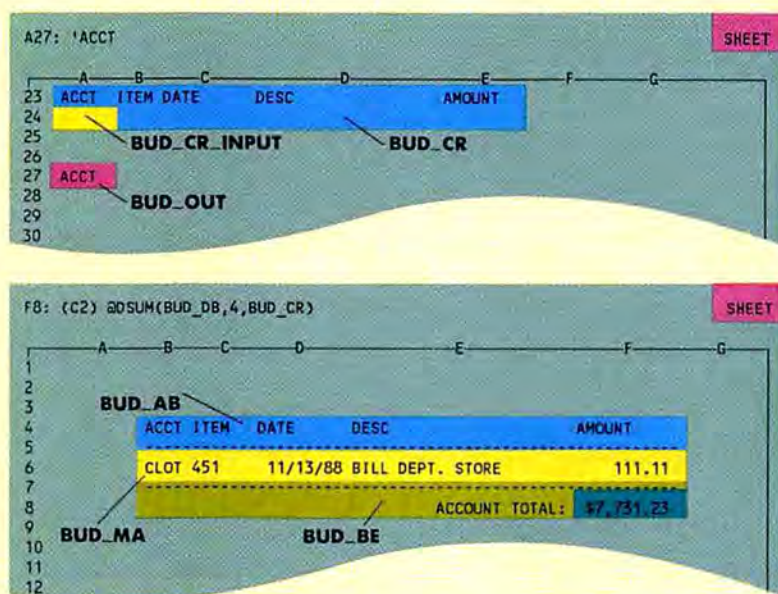 A27: 'ACCT
SHEET
A B C D E F G
23 ACCT ITEM DATE DESC AMOUNT
24
25 BUD_CR_INPUT BUD_CR
26
27 ACCT
28 BUD_OUT
29
30
F8: (C2) @DSUM(BUD_DB,4,BUD_CR)
SHEET
A B C D E F G
1
2
3 BUD_AB
4 ACCT ITEM DATE DESC AMOUNT
5
6 CLOT 451 11/13/88 BILL DEPT. STORE 111.11
7
8 ACCOUNT TOTAL: $7,731.23
9 BUD_MA BUD_BE
10
11
12